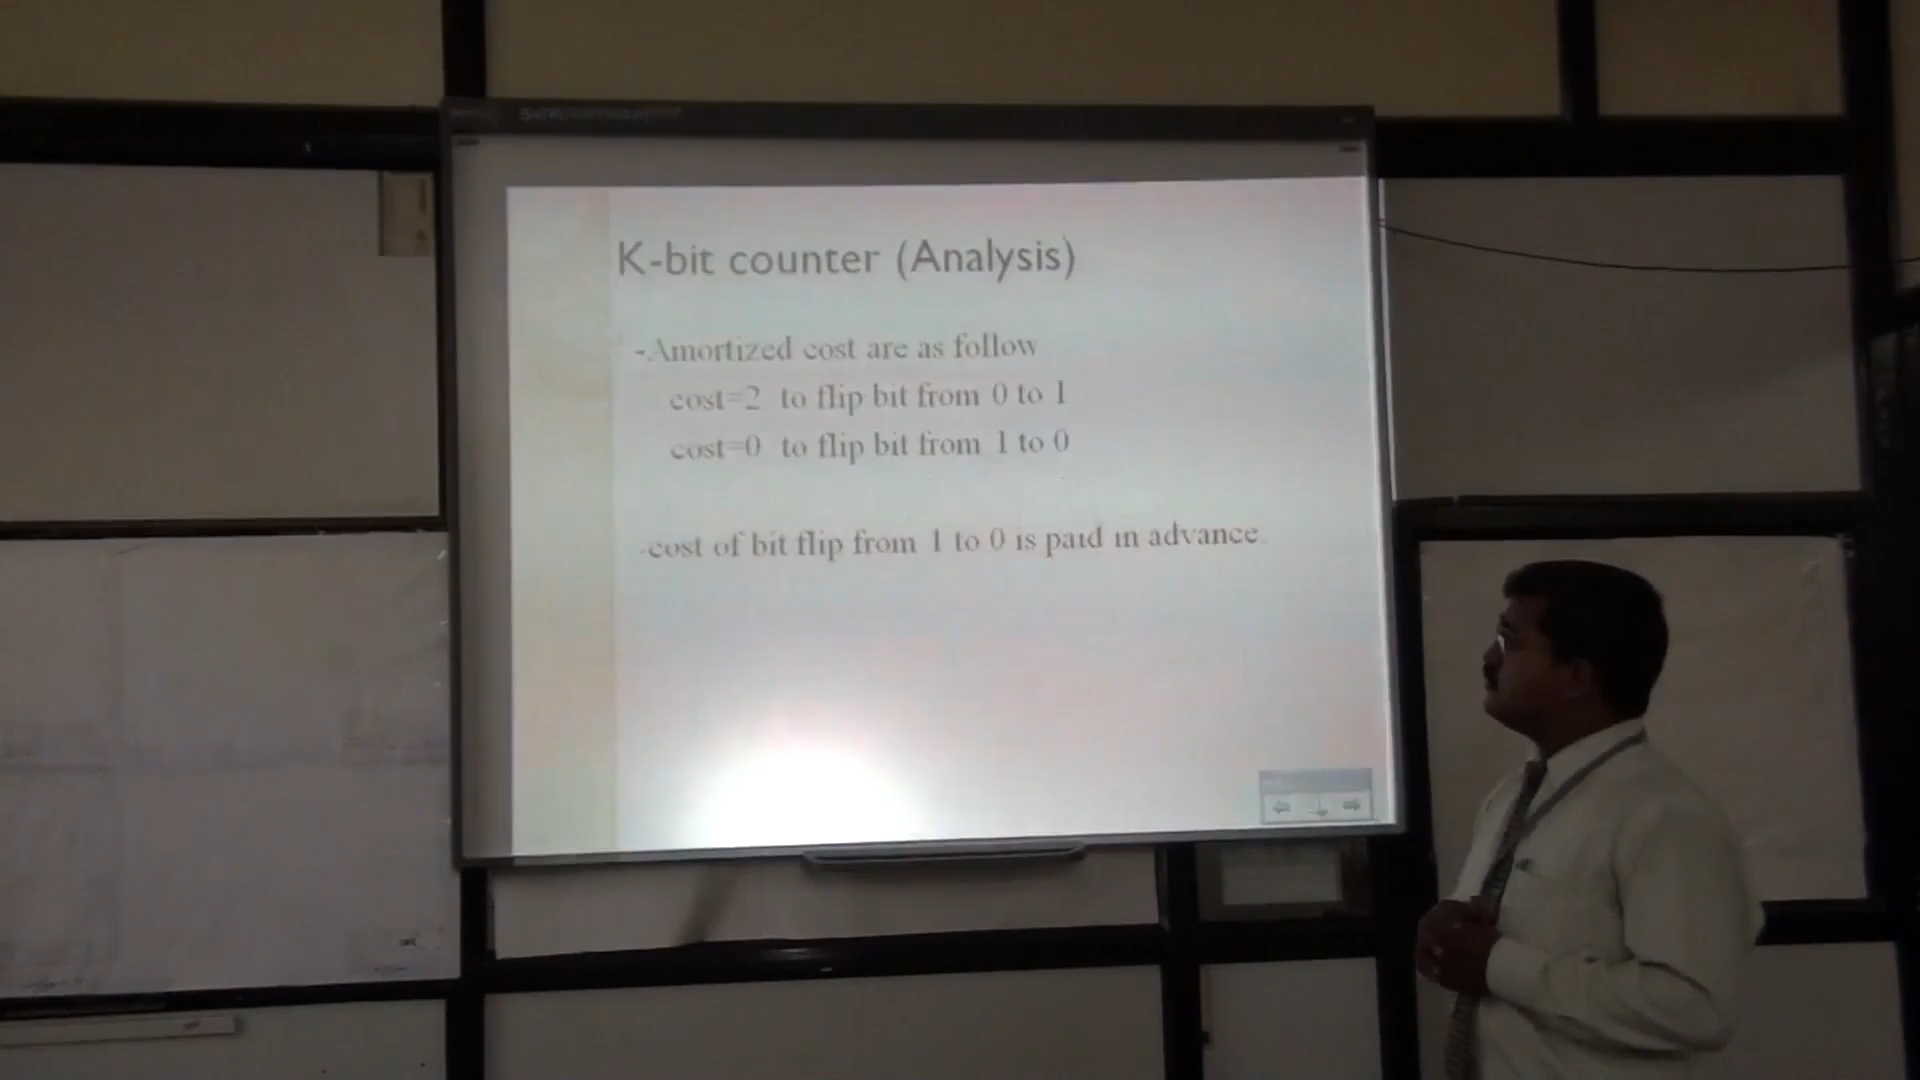 K-bit counter (Analysis)
-Amortized cost are as follow
cost=2 to flip bit from 0 to 1
cost=0 to flip bit from 1 to 0
-cost of bit flip from 1 to 0 is paid in advance.